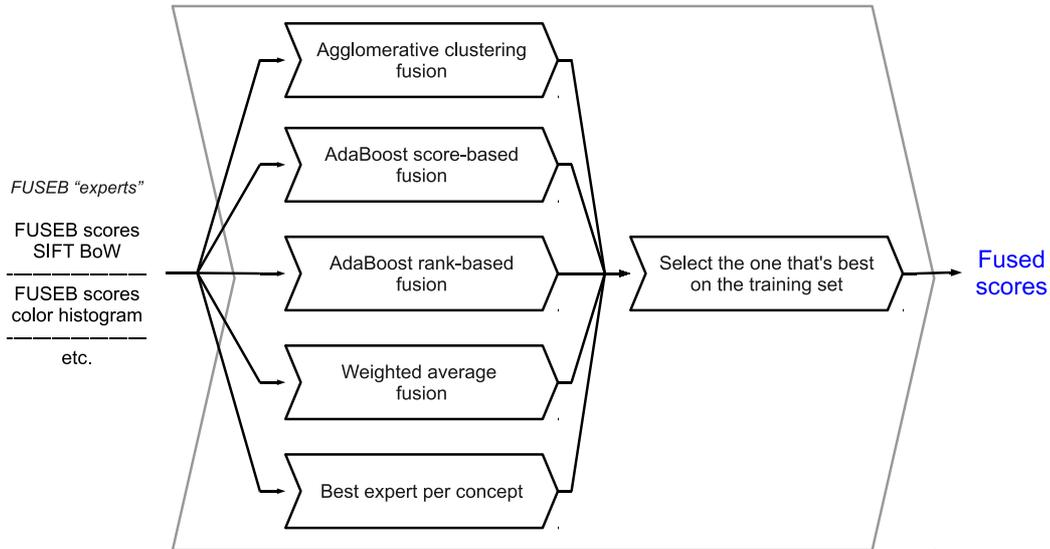 FUSEB “experts”
FUSEB scores
SIFT BoW
FUSEB scores
color histogram
etc.
Agglomerative clustering
fusion
AdaBoost score-based
fusion
AdaBoost rank-based
fusion
Weighted average
fusion
Best expert per concept
Select the one that's best
on the training set
Fused
scores